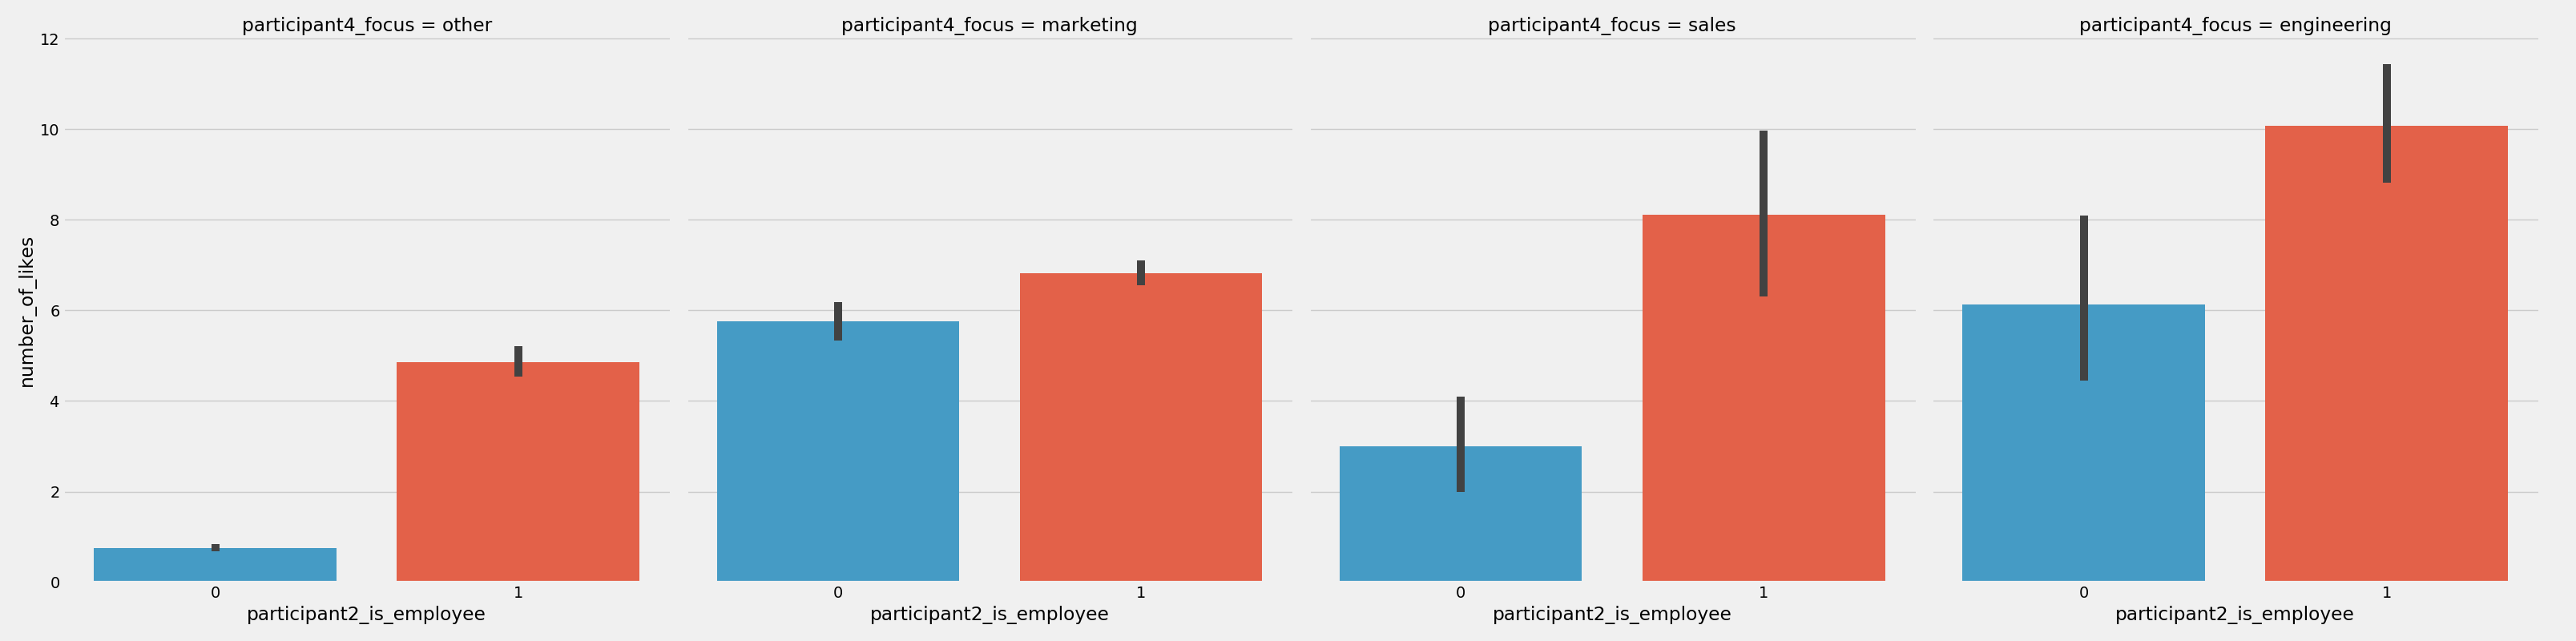 participant4_focus = other
participant4_focus = marketing
participant4_focus = sales
participant4_focus = engineering
12
10
8
6
4
2
0
number_of_likes
0 1
0 1
0 1
0 1
participant2_is_employee
participant2_is_employee
participant2_is_employee
participant2_is_employee